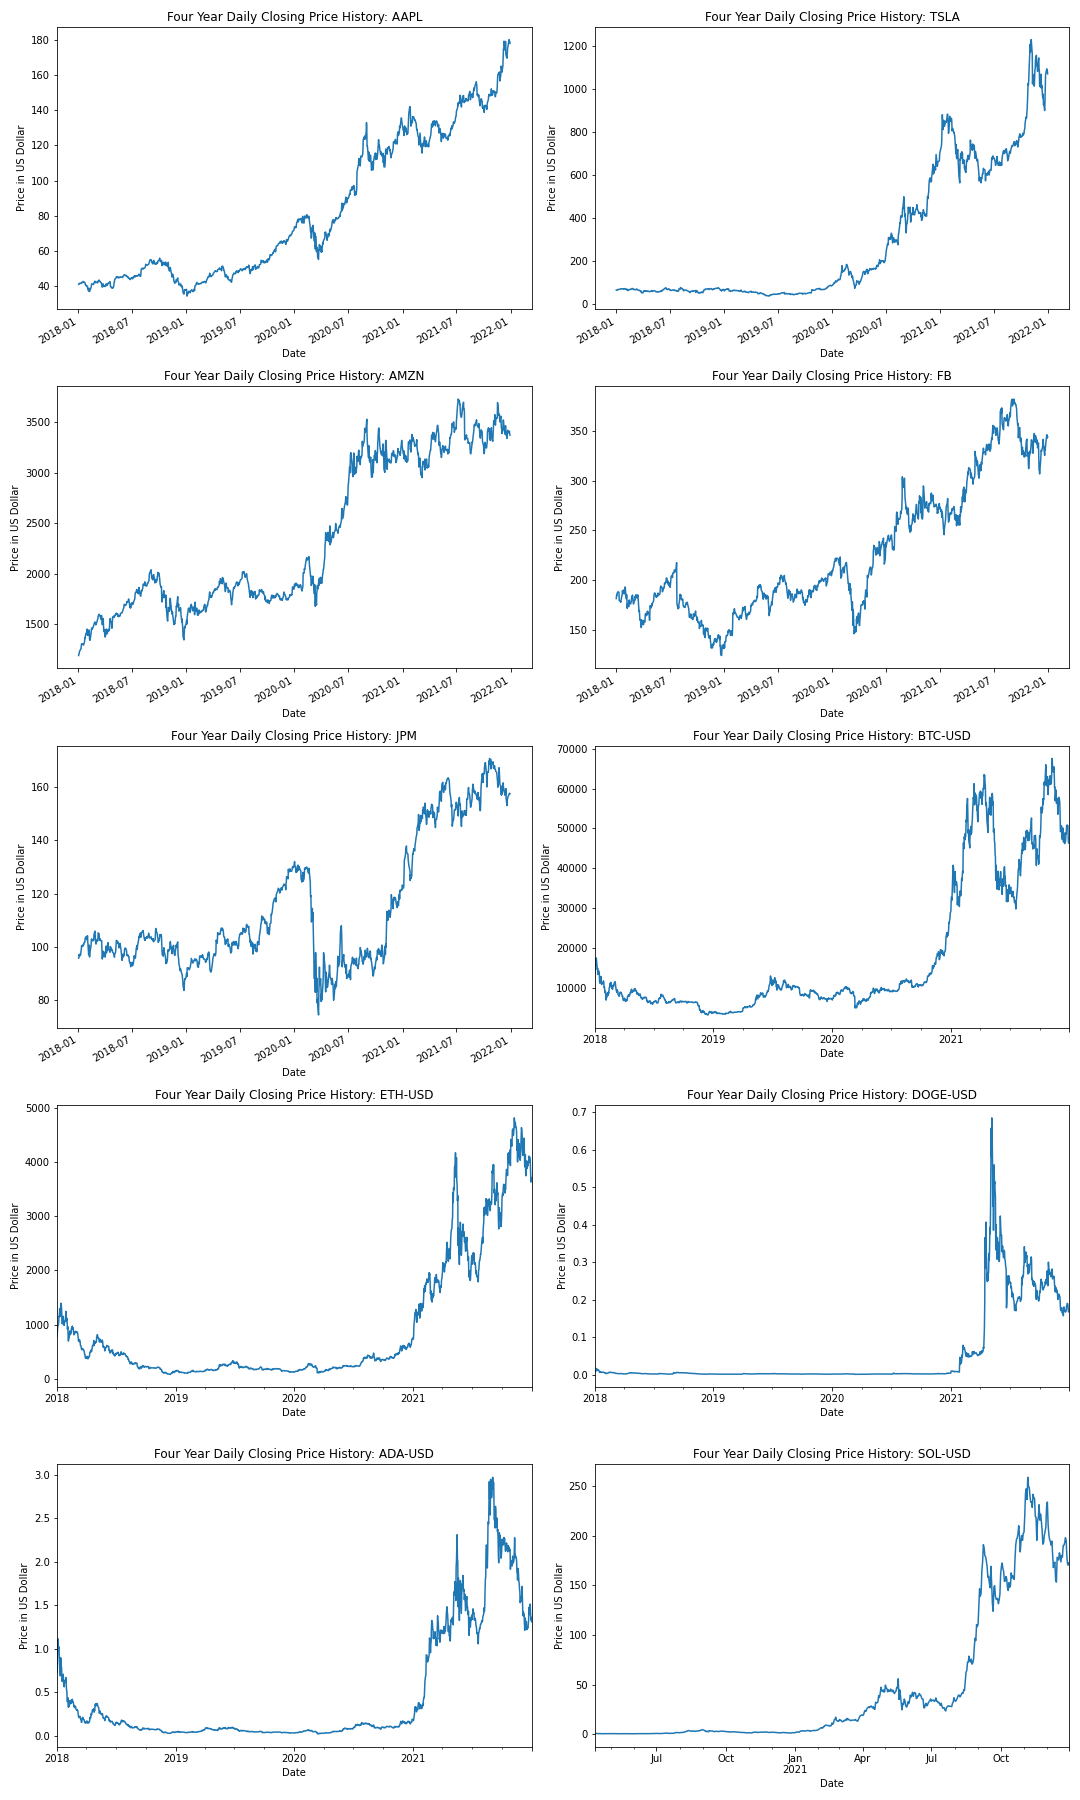 Four Year Daily Closing Price History: AAPL
Price in US Dollar
180
160
140
120
100
80
60
40
2018-01 2018-07 2019-01 2019-07 2020-01 2020-07 2021-01 2021-07 2022-01
Date
Four Year Daily Closing Price History: TSLA
Price in US Dollar
1200
1000
800
600
400
200
0
2018-01 2018-07 2019-01 2019-07 2020-01 2020-07 2021-01 2021-07 2022-01
Date
Four Year Daily Closing Price History: AMZN
Price in US Dollar
3500
3000
2500
2000
1500
2018-01 2018-07 2019-01 2019-07 2020-01 2020-07 2021-01 2021-07 2022-01
Date
Four Year Daily Closing Price History: FB
Price in US Dollar
350
300
250
200
150
2018-01 2018-07 2019-01 2019-07 2020-01 2020-07 2021-01 2021-07 2022-01
Date
Four Year Daily Closing Price History: JPM
Price in US Dollar
160
140
120
100
80
2018-01 2018-07 2019-01 2019-07 2020-01 2020-07 2021-01 2021-07 2022-01
Date
Four Year Daily Closing Price History: BTC-USD
Price in US Dollar
70000
60000
50000
40000
30000
20000
10000
2018 2019 2020 2021
Date
Four Year Daily Closing Price History: ETH-USD
Price in US Dollar
5000
4000
3000
2000
1000
0
2018 2019 2020 2021
Date
Four Year Daily Closing Price History: DOGE-USD
Price in US Dollar
0.7
0.6
0.5
0.4
0.3
0.2
0.1
0.0
2018 2019 2020 2021
Date
Four Year Daily Closing Price History: ADA-USD
Price in US Dollar
3.0
2.5
2.0
1.5
1.0
0.5
0.0
2018 2019 2020 2021
Date
Four Year Daily Closing Price History: SOL-USD
Price in US Dollar
250
200
150
100
50
0
Jul Oct Jan Apr Jul Oct
2021
Date